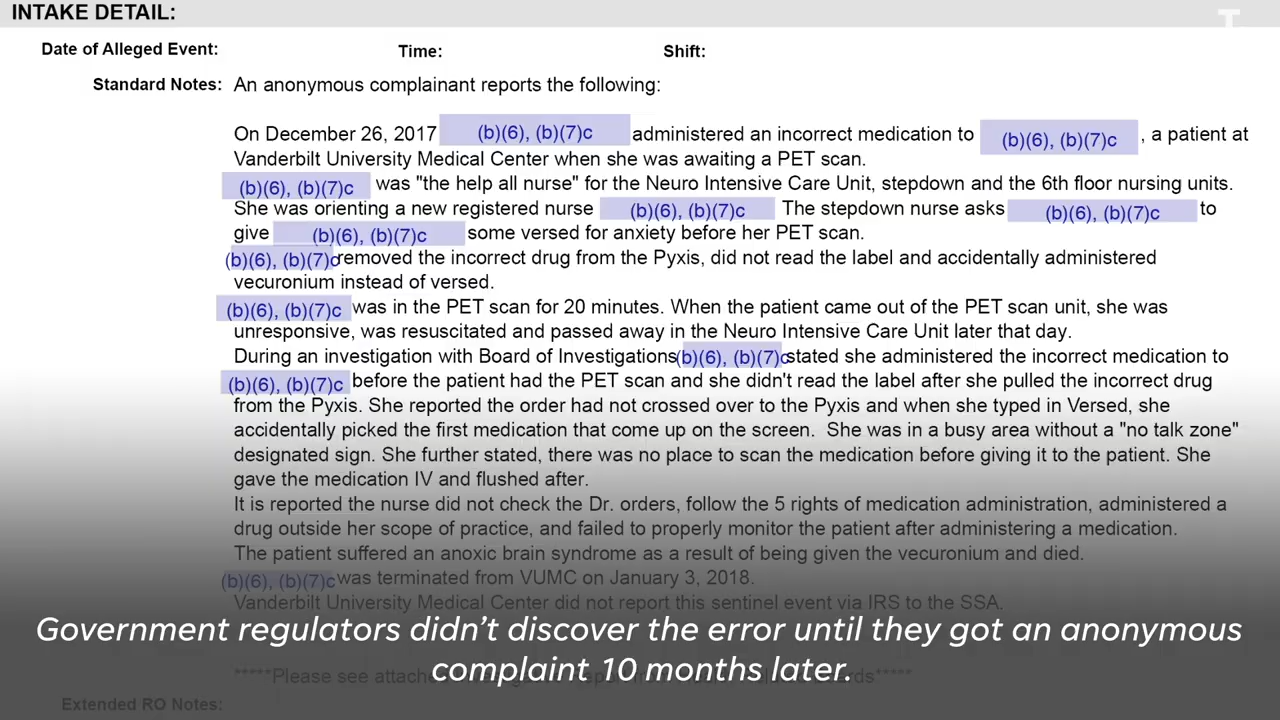 INTAKE DETAIL:
T
Date of Alleged Event: Time: Shift:
Standard Notes: An anonymous complainant reports the following:
On December 26, 2017 (b)(6), (b)(7)c administered an incorrect medication to (b)(6), (b)(7)c , a patient at
Vanderbilt University Medical Center when she was awaiting a PET scan.
(b)(6), (b)(7)c was "the help all nurse" for the Neuro Intensive Care Unit, stepdown and the 6th floor nursing units.
She was orienting a new registered nurse (b)(6), (b)(7)c The stepdown nurse asks (b)(6), (b)(7)c to
give (b)(6), (b)(7)c some versed for anxiety before her PET scan.
(b)(6), (b)(7)c removed the incorrect drug from the Pyxis, did not read the label and accidentally administered
vecuronium instead of versed.
(b)(6), (b)(7)c was in the PET scan for 20 minutes. When the patient came out of the PET scan unit, she was
unresponsive, was resuscitated and passed away in the Neuro Intensive Care Unit later that day.
During an investigation with Board of Investigations (b)(6), (b)(7)c stated she administered the incorrect medication to
(b)(6), (b)(7)c before the patient had the PET scan and she didn't read the label after she pulled the incorrect drug
from the Pyxis. She reported the order had not crossed over to the Pyxis and when she typed in Versed, she
accidentally picked the first medication that come up on the screen. She was in a busy area without a "no talk zone"
designated sign. She further stated, there was no place to scan the medication before giving it to the patient. She
gave the medication IV and flushed after.
It is reported the nurse did not check the Dr. orders, follow the 5 rights of medication administration, administered a
drug outside her scope of practice, and failed to properly monitor the patient after administering a medication.
The patient suffered an anoxic brain syndrome as a result of being given the vecuronium and died.
(b)(6), (b)(7)c was terminated from VUMC on January 3, 2018.
Vanderbilt University Medical Center did not report this sentinel event via IRS to the SSA.
Government regulators didn't discover the error until they got an anonymous
complaint 10 months later.
*****Please see attach
Extended RO Notes: